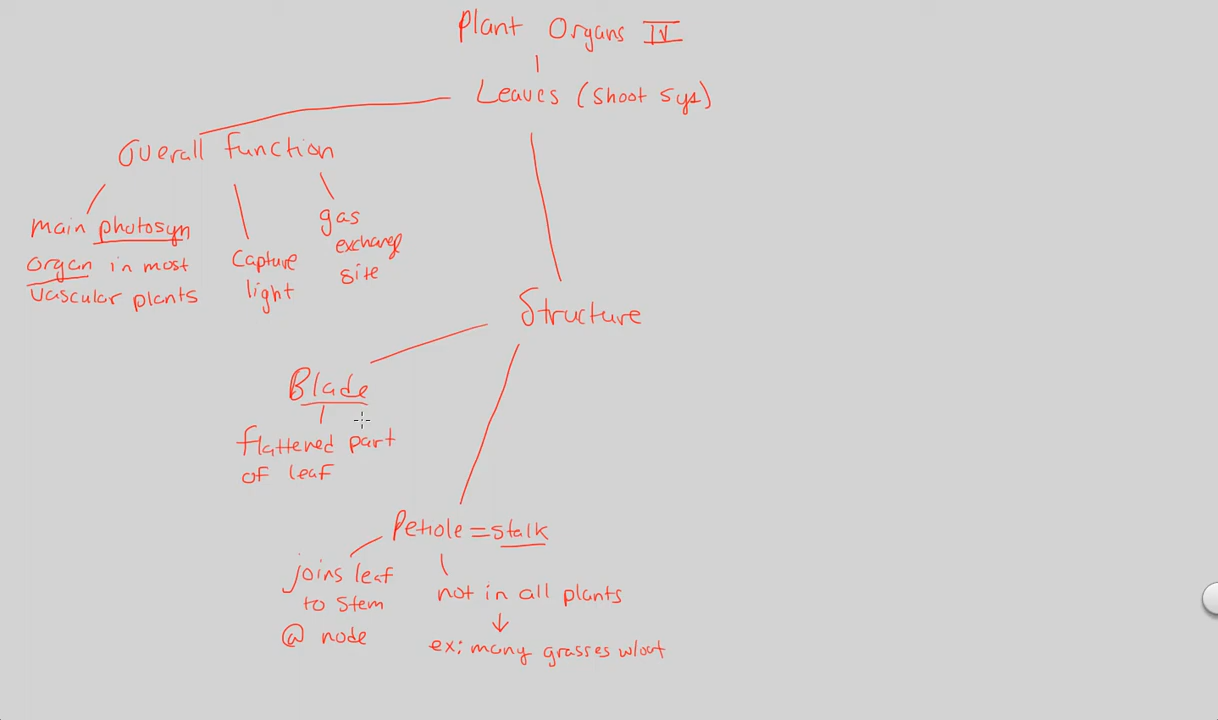 Plant Organs IV
Leaves (Shoot Sys)
Overall function
main photosyn
organ in most
vascular plants
Capture
light
gas
exchange
site
Structure
Blade
flattened part
of leaf
Petiole = stalk
joins leaf
to stem
@ node
not in all plants
↓
ex: many grasses w/out